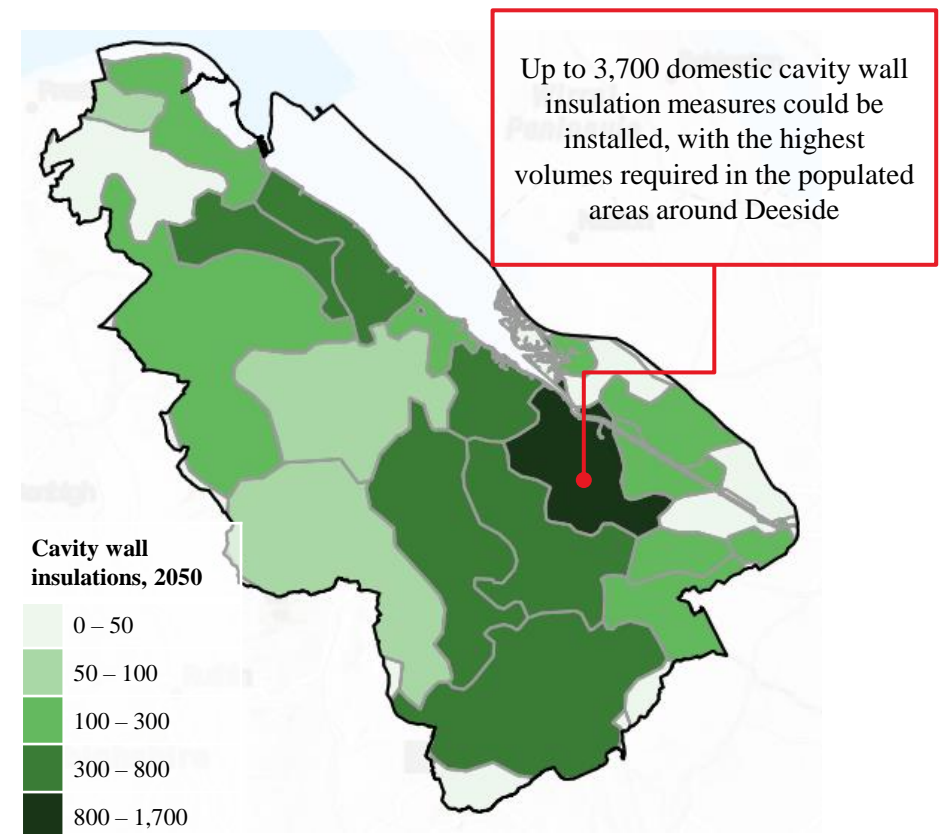 Up to 3,700 domestic cavity wall
insulation measures could be
installed, with the highest
volumes required in the populated
areas around Deeside
Cavity wall
insulations, 2050
0 – 50
50 – 100
100 – 300
300 – 800
800 – 1,700